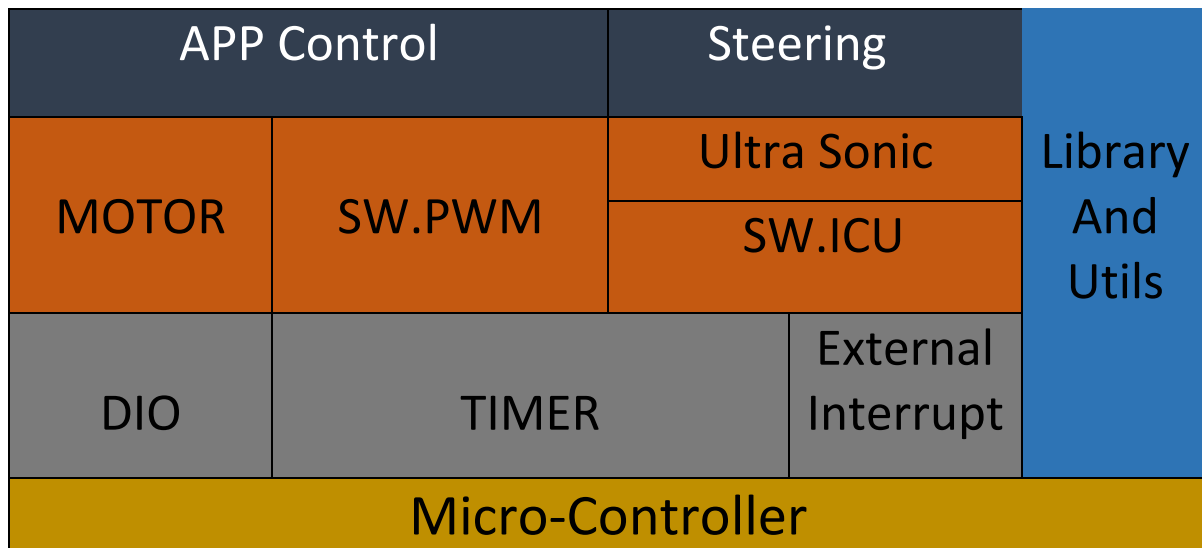 APP Control
Steering
Library
And
Utils
MOTOR
SW.PWM
Ultra Sonic
SW.ICU
DIO
TIMER
External
Interrupt
Micro-Controller